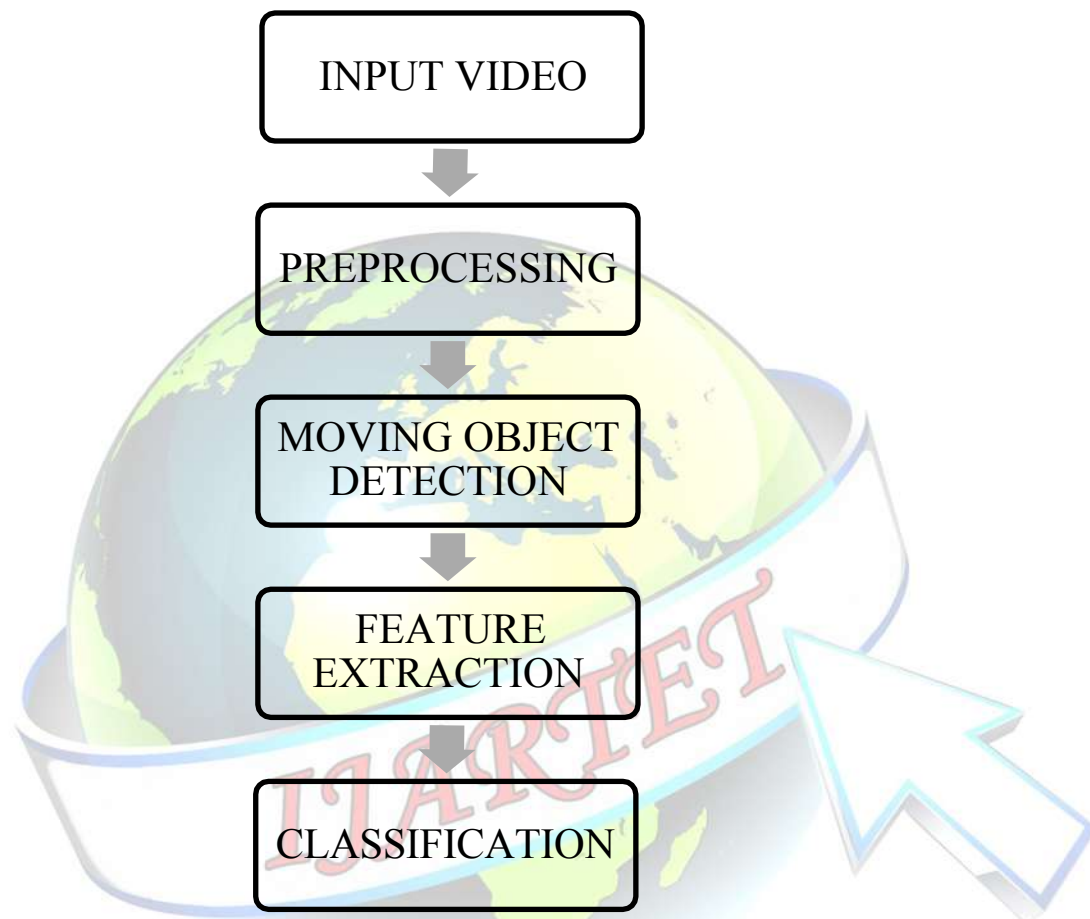 INPUT VIDEO
PREPROCESSING
MOVING OBJECT
DETECTION
FEATURE
EXTRACTION
IJARTET
CLASSIFICATION